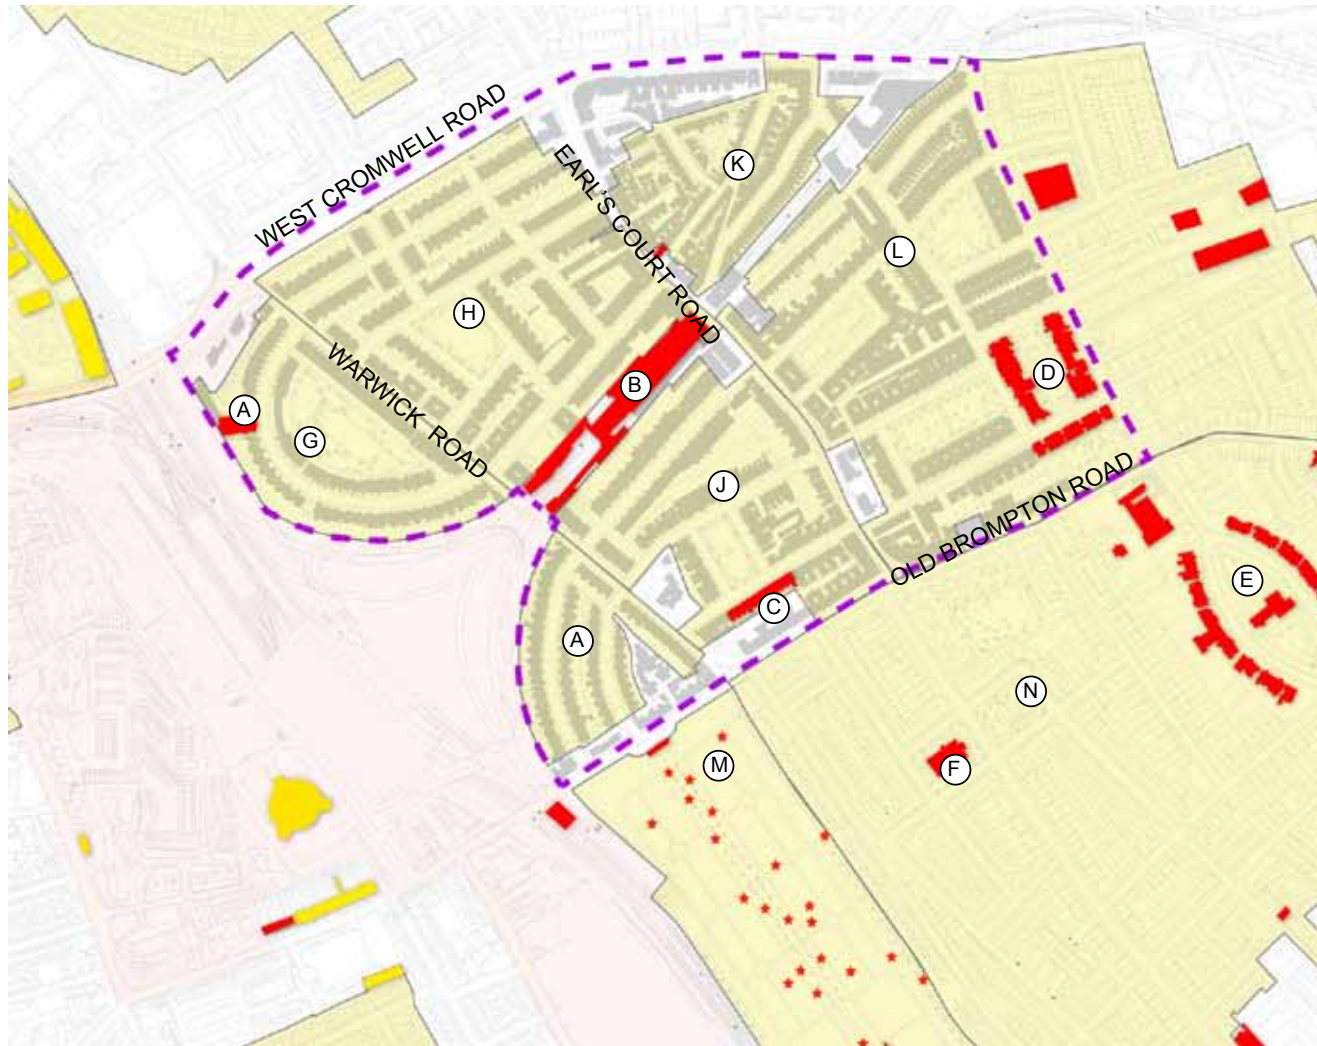 WEST CROMWELL ROAD
EARL'S COURT ROAD
K
L
H
WARWICK ROAD
B
D
A
G
J
OLD BROMPTON ROAD
C
E
A
N
M
F